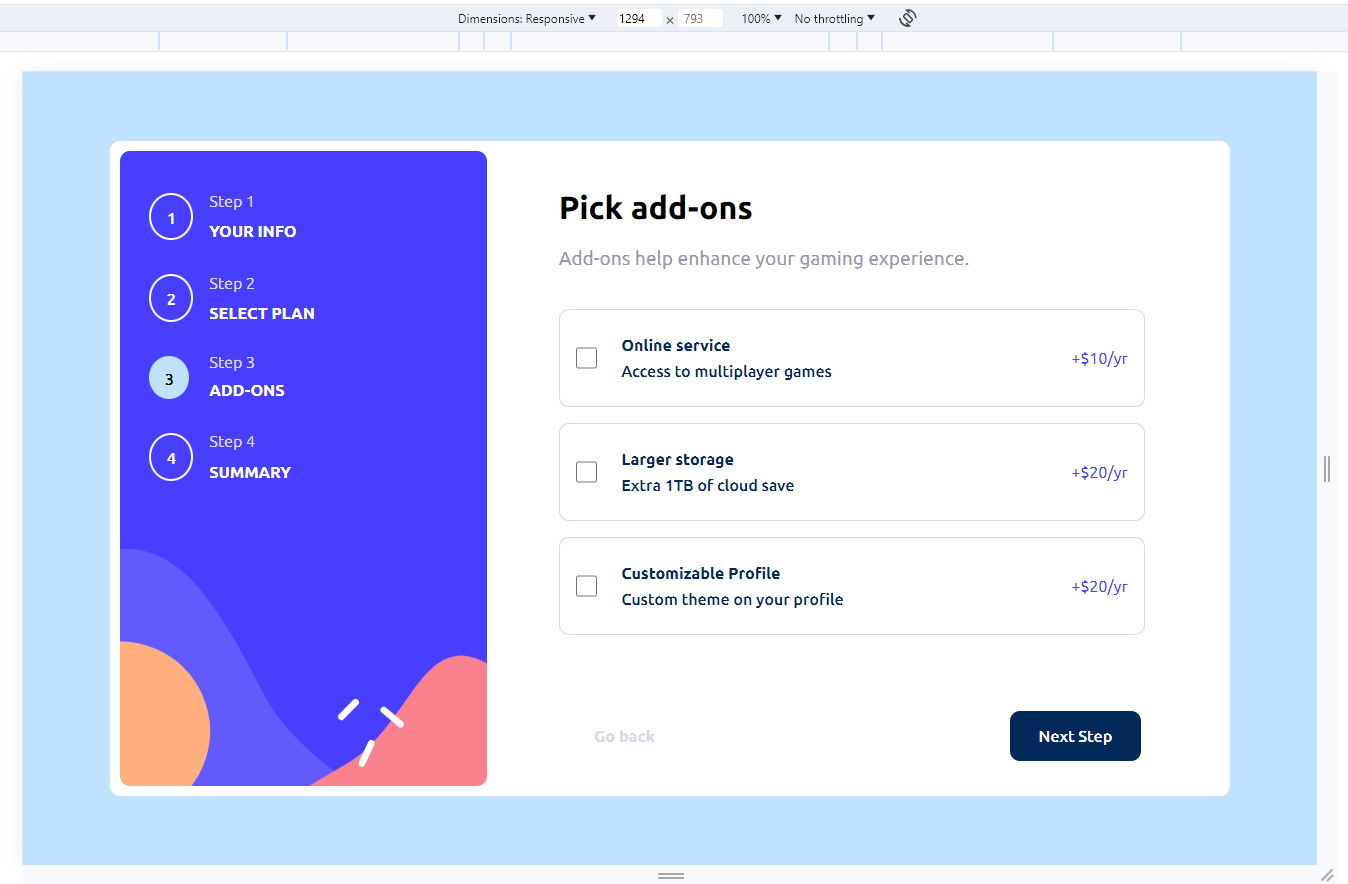 Dimensions: Responsive 1294 × 793 100% No throttling
1 Step 1
YOUR INFO
2 Step 2
SELECT PLAN
3 Step 3
ADD-ONS
4 Step 4
SUMMARY
Pick add-ons
Add-ons help enhance your gaming experience.
Online service
Access to multiplayer games
+$10/yr
Larger storage
Extra 1TB of cloud save
+$20/yr
Customizable Profile
Custom theme on your profile
+$20/yr
Go back
Next Step